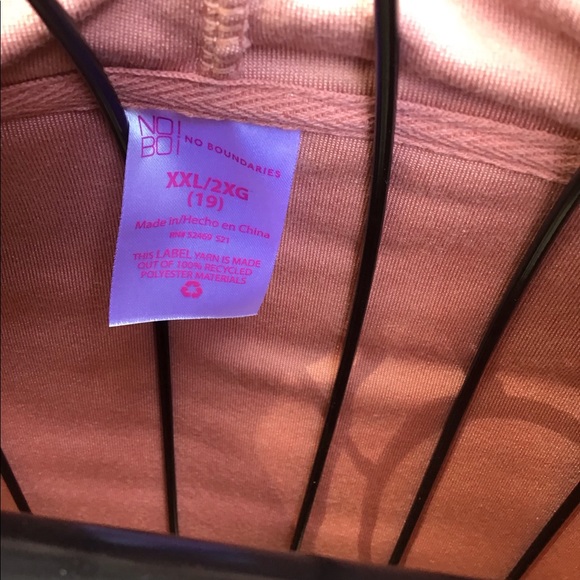 NO!
BO!
NO BOUNDARIES
XXL/2XG
(19)
Made in/Hecho en China
THIS LABEL YARN IS MADE
OUT OF 100% RECYCLED
POLYESTER MATERIALS